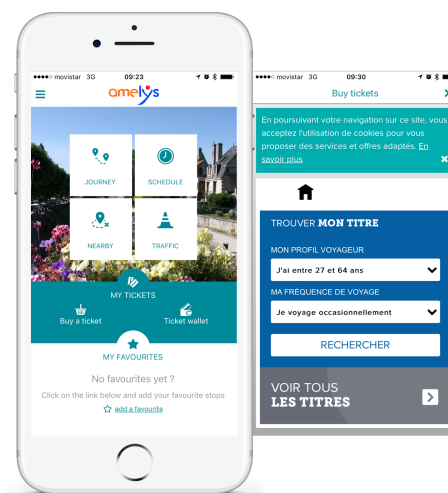 movistar 3G 09:23
amelys
JOURNEY
SCHEDULE
NEARBY
TRAFFIC
MY TICKETS
Buy a ticket
Ticket wallet
MY FAVOURITES
No favourites yet ?
Click on the link below and add your favourite stops
add a favourite
movistar 3G 09:30
Buy tickets
En poursuivant votre navigation sur ce site, vous
acceptez l'utilisation de cookies pour vous
proposer des services et offres adaptés. En
savoir plus
TROUVER MON TITRE
MON PROFIL VOYAGEUR
J'ai entre 27 et 64 ans
MA FRÉQUENCE DE VOYAGE
Je voyage occasionnellement
RECHERCHER
VOIR TOUS
LES TITRES